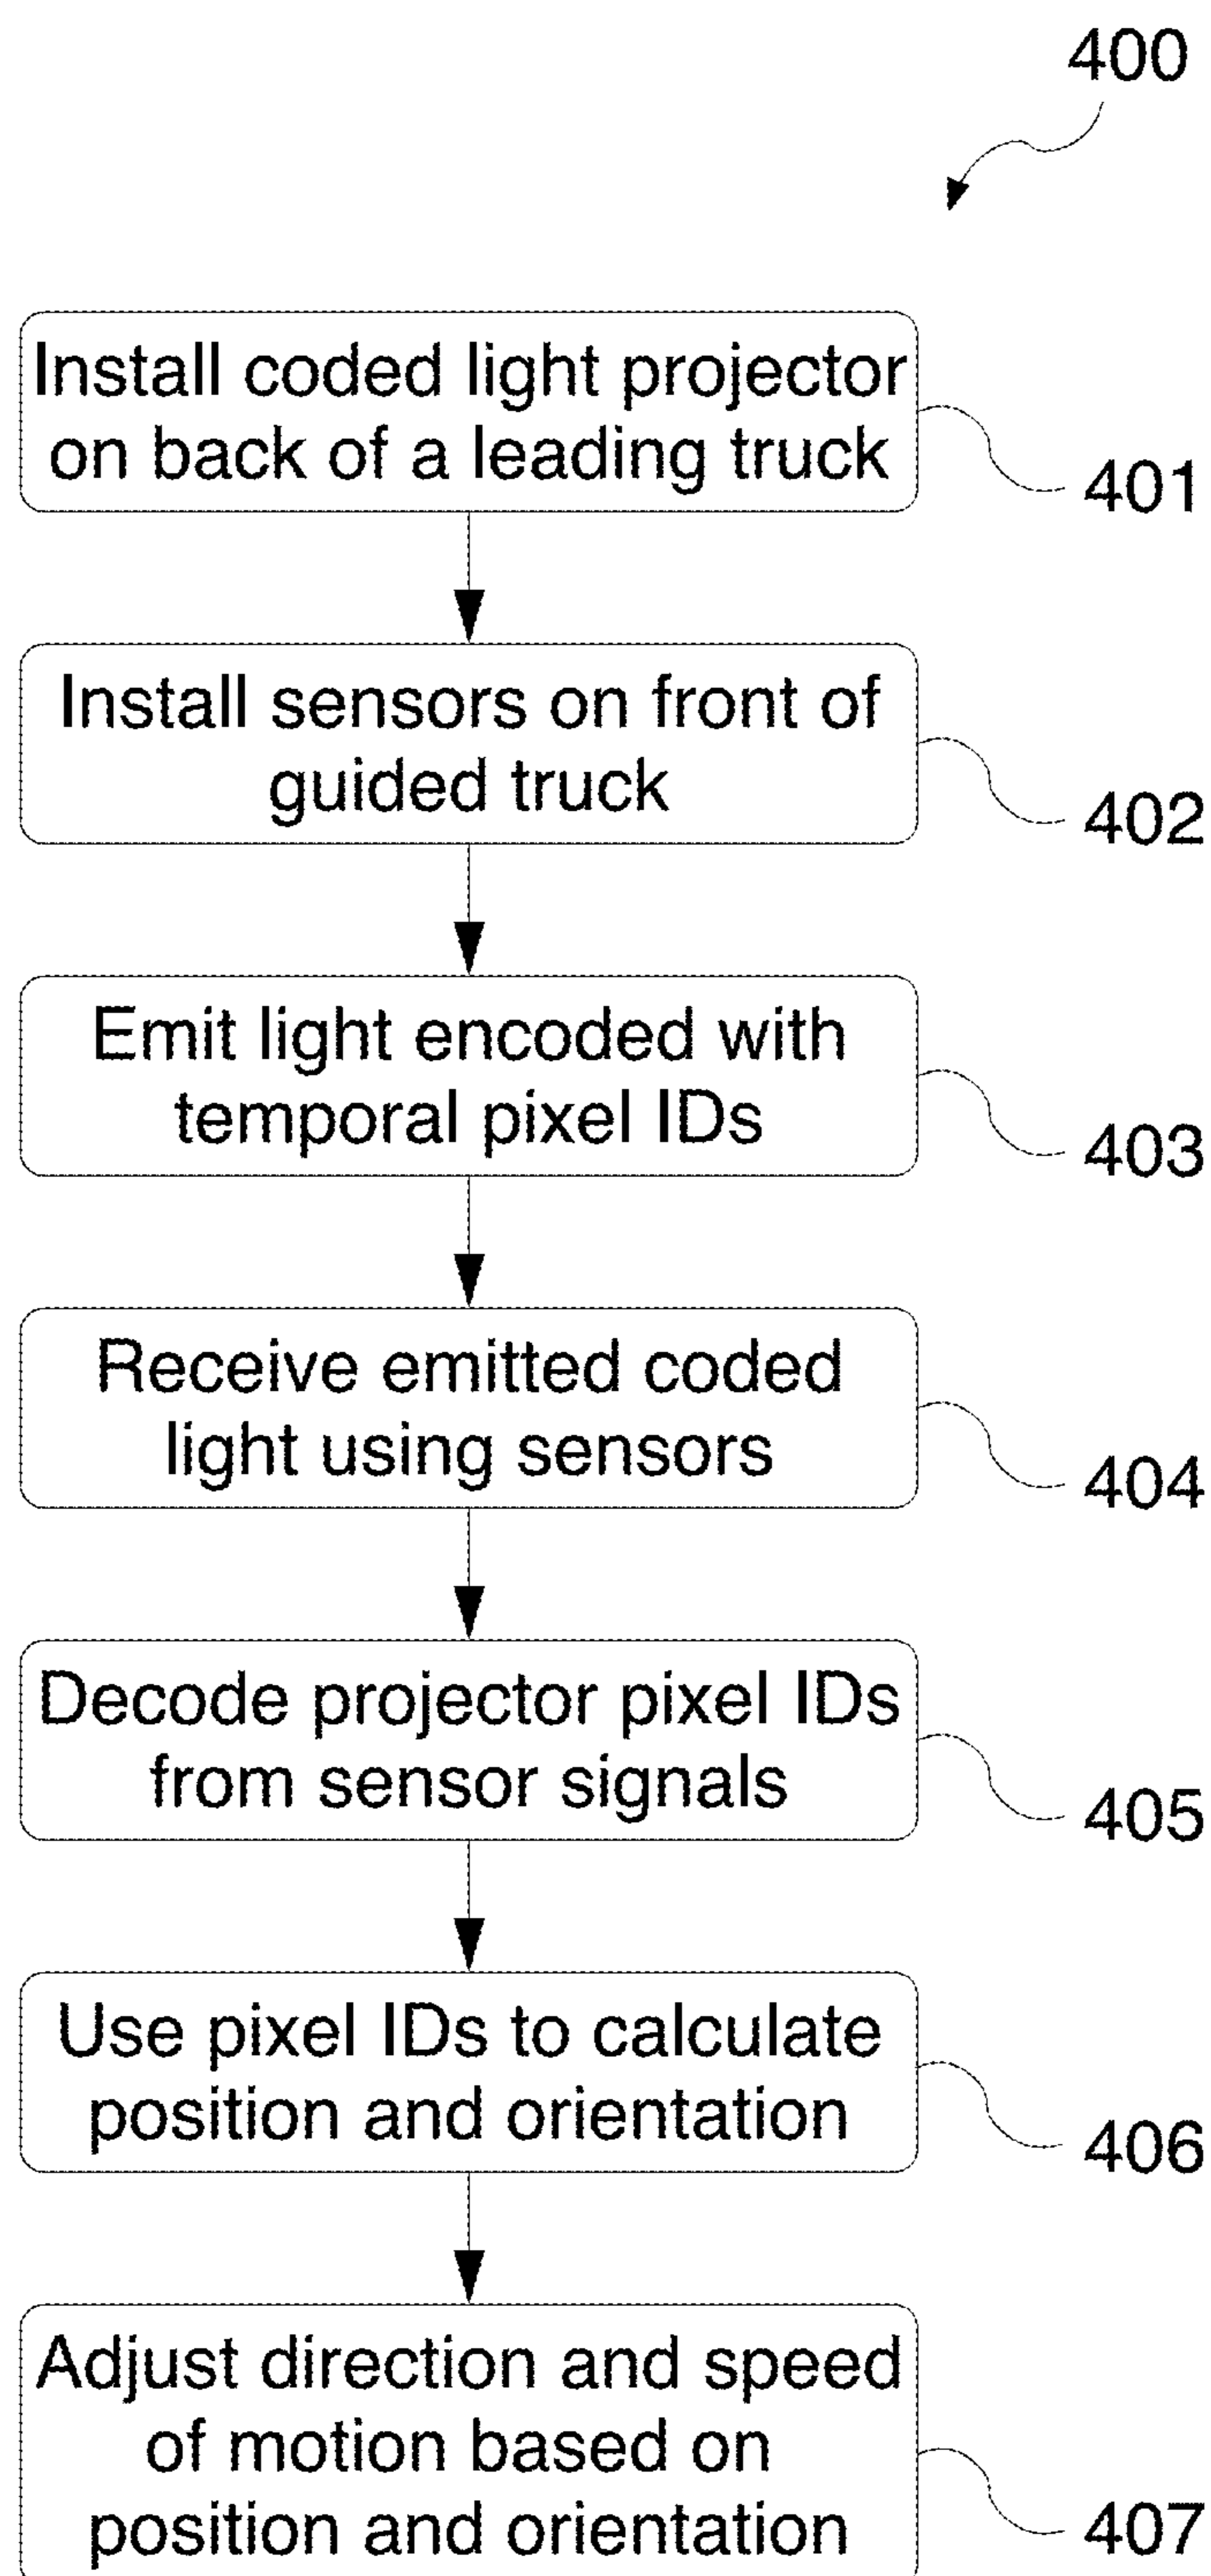 400
Install coded light projector
on back of a leading truck
401
Install sensors on front of
guided truck
402
Emit light encoded with
temporal pixel IDs
403
Receive emitted coded
light using sensors
404
Decode projector pixel IDs
from sensor signals
405
Use pixel IDs to calculate
position and orientation
406
Adjust direction and speed
of motion based on
position and orientation
407